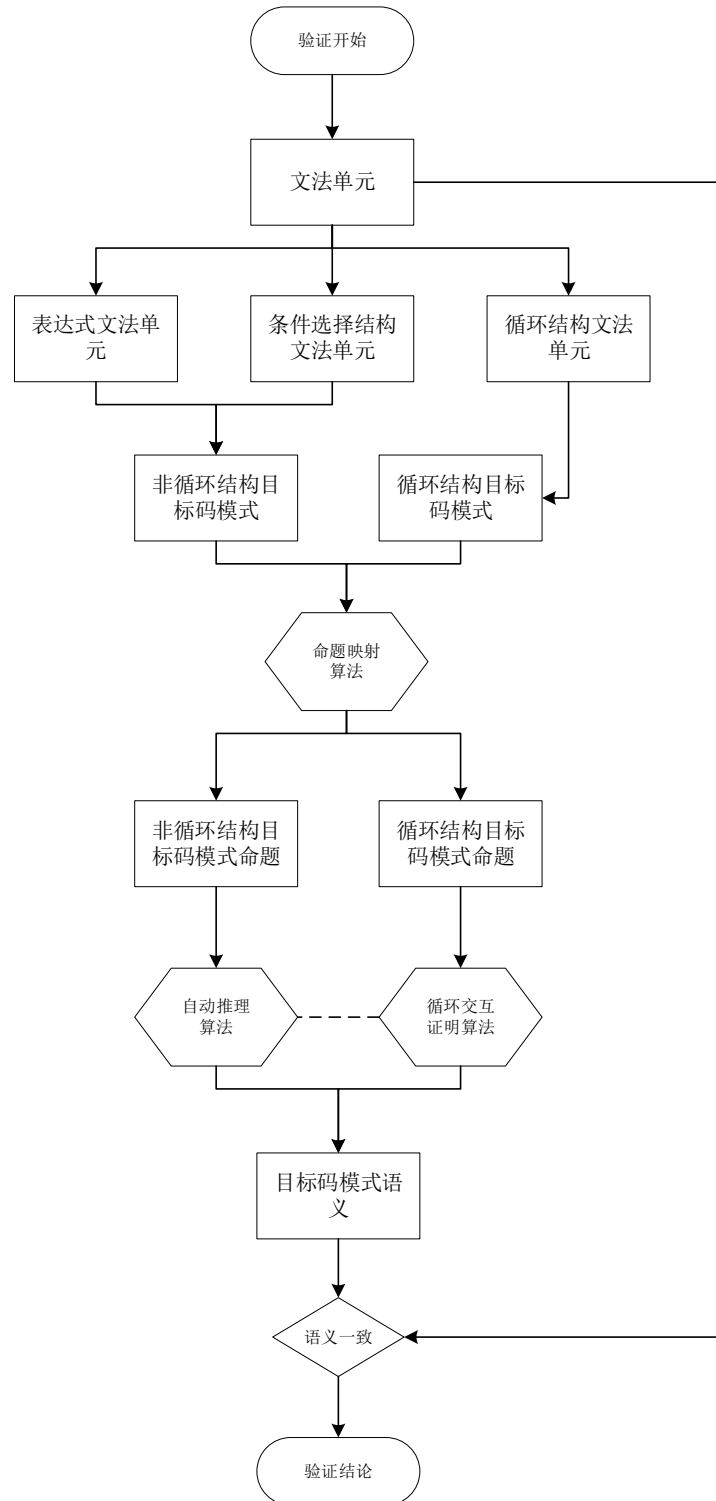 验证开始
文法单元
表达式文法单
元
条件选择结构
文法单元
循环结构文法
单元
非循环结构目
标码模式
循环结构目标
码模式
命题映射
算法
非循环结构目
标码模式命题
循环结构目标
码模式命题
自动推理
算法
循环交互
证明算法
目标码模式语
义
语义一致
验证结论